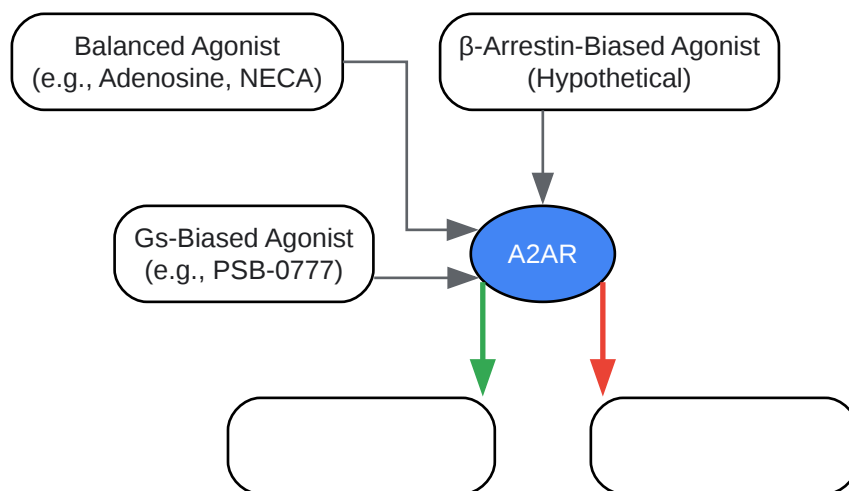 Balanced Agonist
(e.g., Adenosine, NECA)
β-Arrestin-Biased Agonist
(Hypothetical)
Gs-Biased Agonist
(e.g., PSB-0777)
A2AR